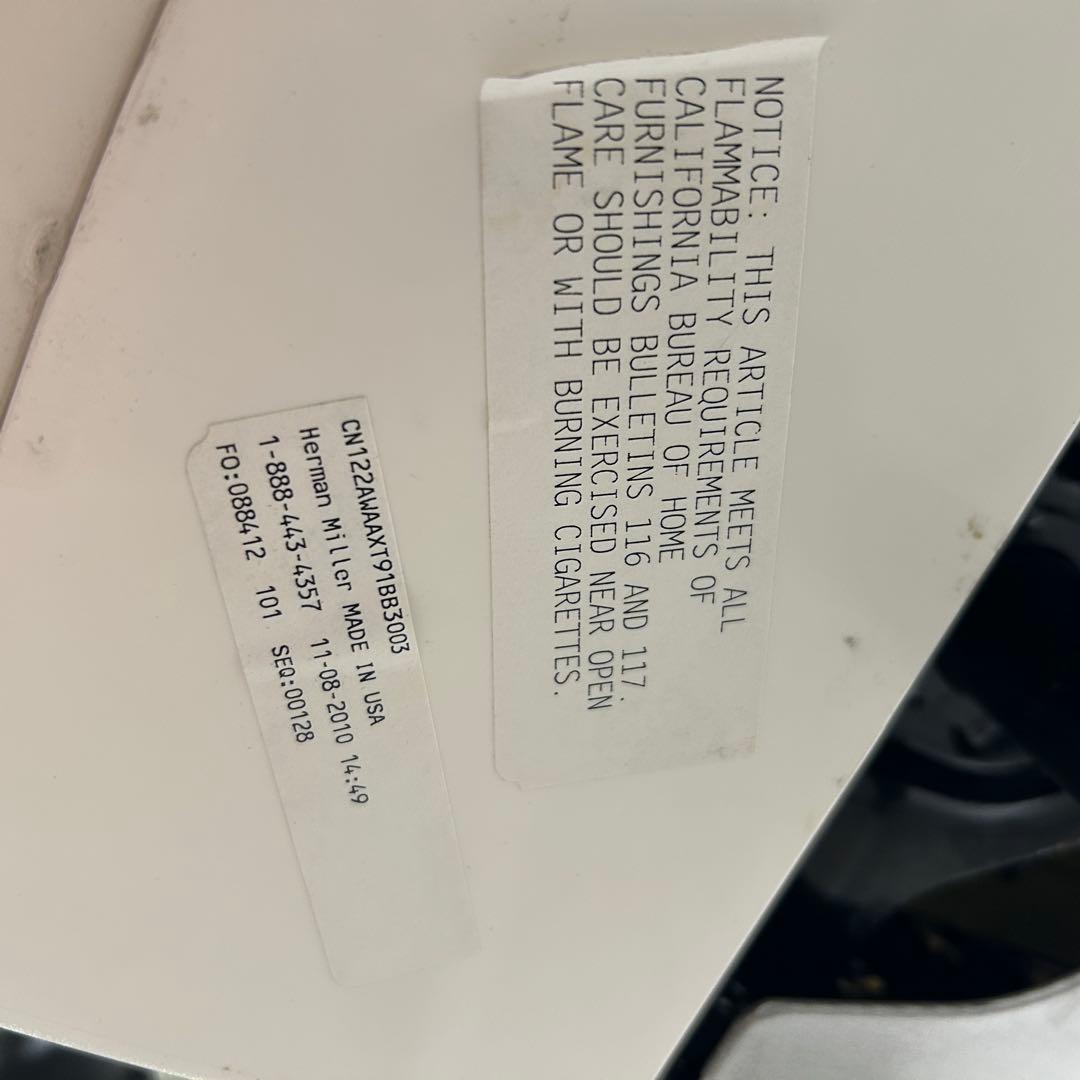 NOTICE: THIS ARTICLE MEETS ALL
FLAMMABILITY REQUIREMENTS OF
CALIFORNIA BUREAU OF HOME
FURNISHINGS BULLETINS 116 AND 117.
CARE SHOULD BE EXERCISED NEAR OPEN
FLAME OR WITH BURNING CIGARETTES.
CN122AWAAXT91BB3003
Herman Miller MADE IN USA
1-888-443-4357 11-08-2010 14:49
FO:088412 101 SEQ:00128